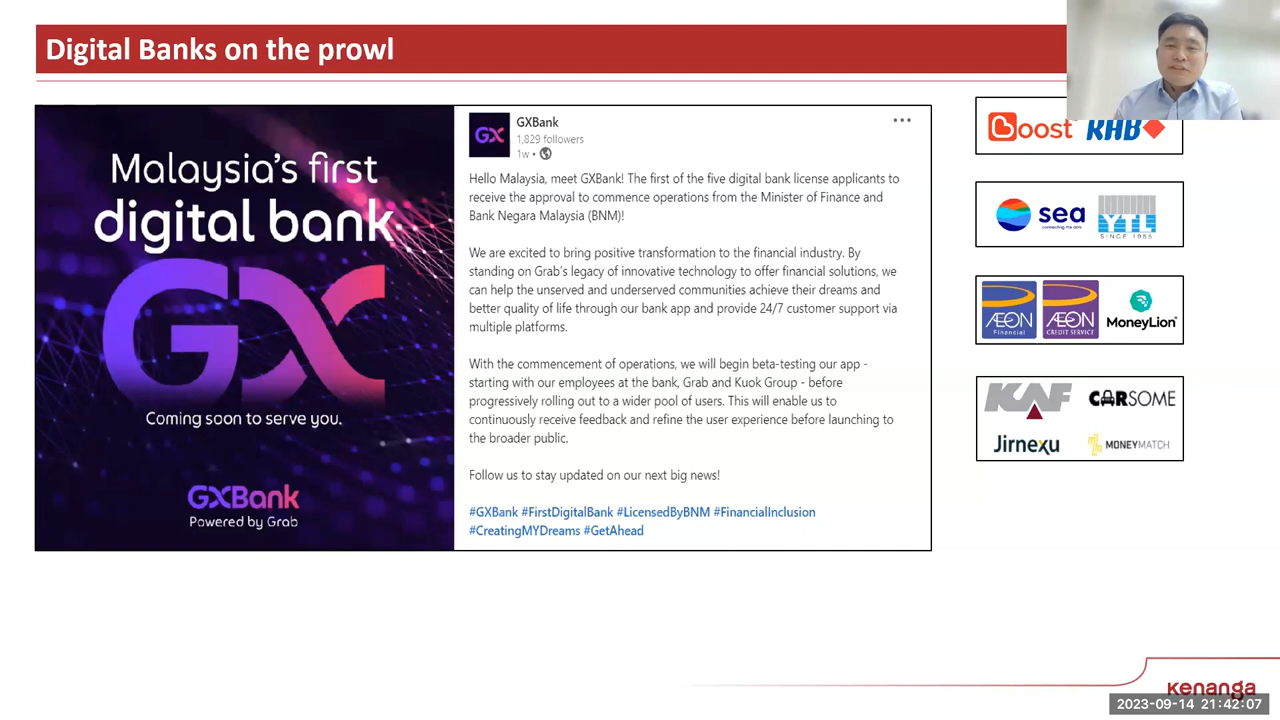 Digital Banks on the prowl
Malaysia's first
digital bank
GX
Coming soon to serve you.
GXBank
Powered by Grab
GX
GXBank
1,829 followers
1w •
Hello Malaysia, meet GXBank! The first of the five digital bank license applicants to
receive the approval to commence operations from the Minister of Finance and
Bank Negara Malaysia (BNM)!
We are excited to bring positive transformation to the financial industry. By
standing on Grab's legacy of innovative technology to offer financial solutions, we
can help the unserved and underserved communities achieve their dreams and
better quality of life through our bank app and provide 24/7 customer support via
multiple platforms.
With the commencement of operations, we will begin beta-testing our app -
starting with our employees at the bank, Grab and Kuok Group - before
progressively rolling out to a wider pool of users. This will enable us to
continuously receive feedback and refine the user experience before launching to
the broader public.
Follow us to stay updated on our next big news!
#GXBank #FirstDigitalBank #LicensedByBNM #FinancialInclusion
#CreatingMYDreams #GetAhead
Boost RHB
sea
connecting the dots
YTL
SINCE 1955
AEON
Financial
AEON
CREDIT SERVICE
MoneyLion
KAF CARSOME
Jirnexu MONEYMATCH
kenanga
2023-09-14 21:42:07